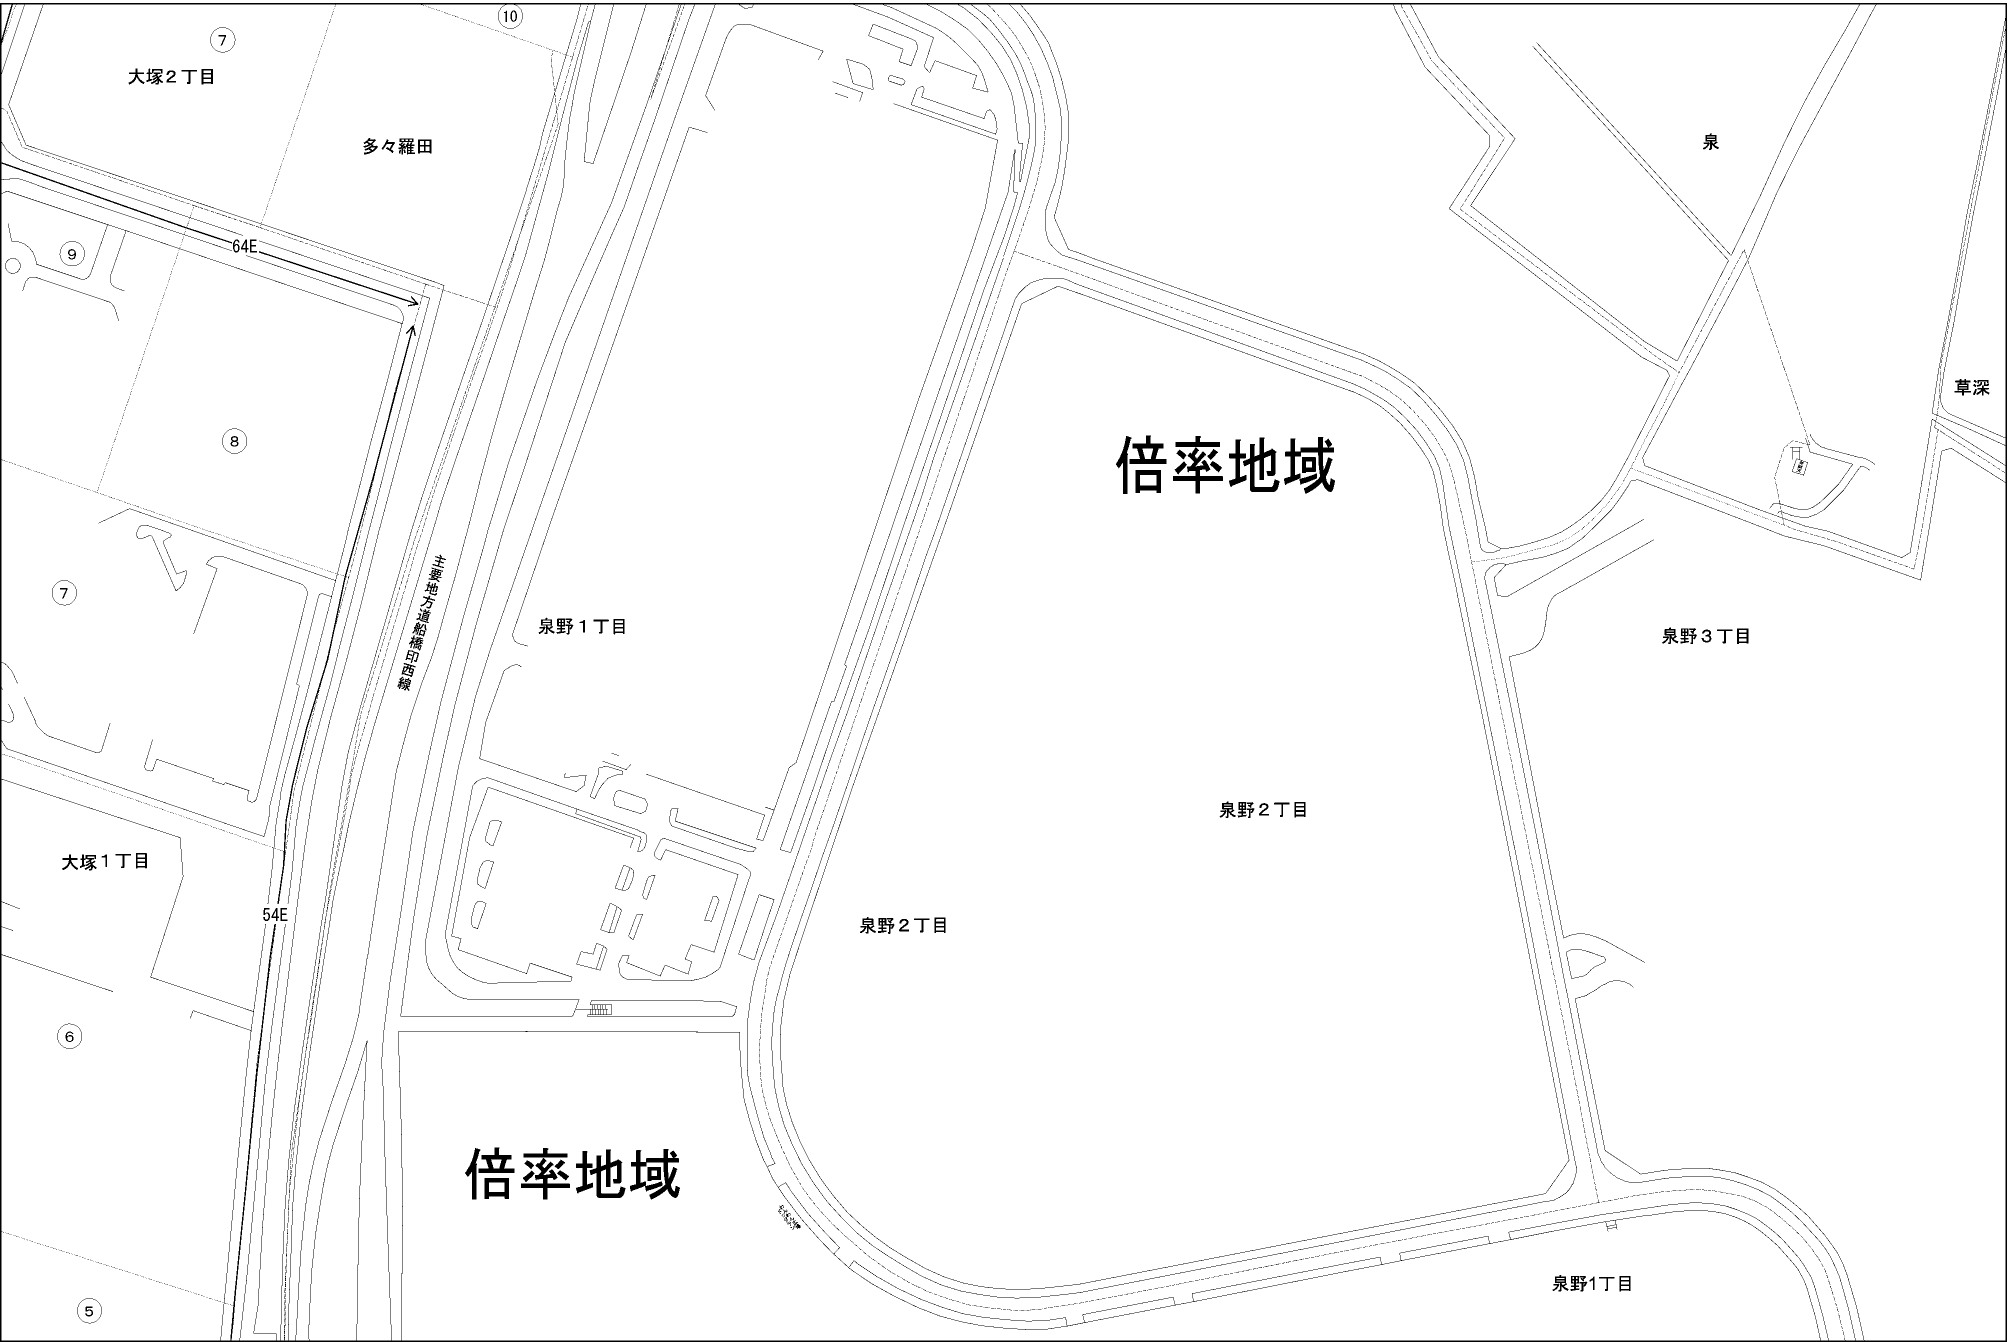 ⑩
⑦
大塚２丁目
多々羅田
泉
64E
⑨
草深
⑧
倍率地域
主要地方道船橋印西線
⑦
泉野１丁目
泉野３丁目
泉野２丁目
大塚１丁目
54E
泉野２丁目
⑥
倍率地域
泉野1丁目
⑤